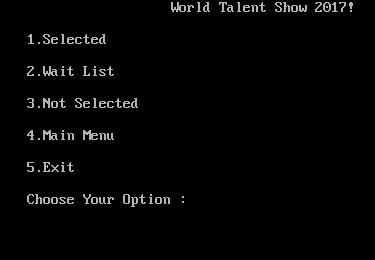 World Talent Show 2017!
1.Selected
2.Wait List
3.Not Selected
4.Main Menu
5.Exit
Choose Your Option :